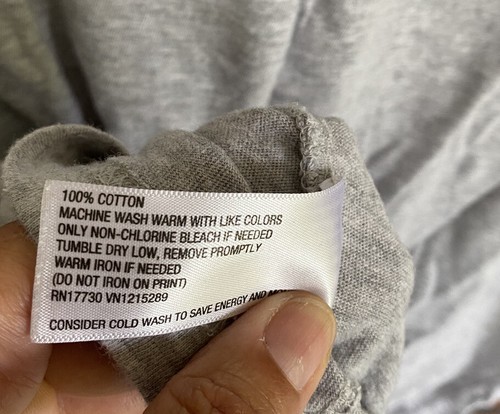 100% COTTON
MACHINE WASH WARM WITH LIKE COLORS
ONLY NON-CHLORINE BLEACH IF NEEDED
TUMBLE DRY LOW, REMOVE PROMPTLY
WARM IRON IF NEEDED
(DO NOT IRON ON PRINT)
RN17730 VN1215289
CONSIDER COLD WASH TO SAVE ENERGY AND